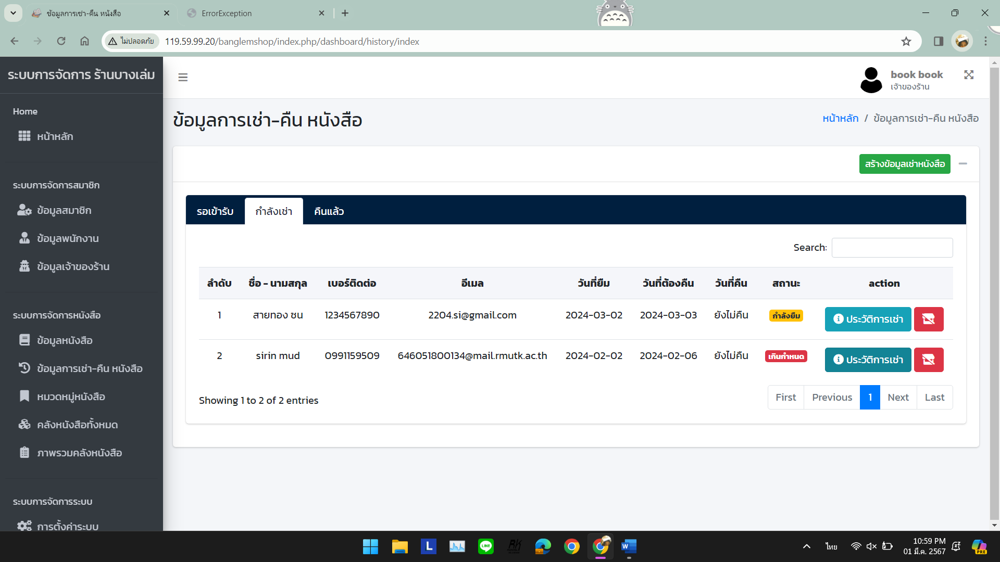 ข้อมูลการเช่า-คืน หนังสือ
ErrorException
ไม่ปลอดภัย
119.59.99.20/banglemshop/index.php/dashboard/history/index
ระบบการจัดการ ร้านบางเล่ม
book book
เจ้าของร้าน
Home
หน้าหลัก
ระบบการจัดการสมาชิก
ข้อมูลสมาชิก
ข้อมูลพนักงาน
ข้อมูลเจ้าของร้าน
ระบบการจัดการหนังสือ
ข้อมูลหนังสือ
ข้อมูลการเช่า-คืน หนังสือ
หมวดหมู่หนังสือ
คลังหนังสือทั้งหมด
ภาพรวมคลังหนังสือ
ระบบการจัดการระบบ
การตั้งค่าระบบ
ข้อมูลการเช่า-คืน หนังสือ
หน้าหลัก / ข้อมูลการเช่า-คืน หนังสือ
สร้างข้อมูลเช่าหนังสือ
รอเข้ารับ กำลังเช่า คืนแล้ว
Search:
ลำดับ ชื่อ - นามสกุล เบอร์ติดต่อ อีเมล วันที่ยืม วันที่ต้องคืน วันที่คืน สถานะ action
1 สายทอง ซน 1234567890 2204.si@gmail.com 2024-03-02 2024-03-03 ยังไม่คืน กำลังยืม ประวัติการเช่า
2 sirin mud 0991159509 646051800134@mail.rmutk.ac.th 2024-02-02 2024-02-06 ยังไม่คืน เกินกำหนด ประวัติการเช่า
Showing 1 to 2 of 2 entries
First Previous 1 Next Last
L
LINE
RK
W
ไทย
10:59 PM
01 มี.ค. 2567
PRE